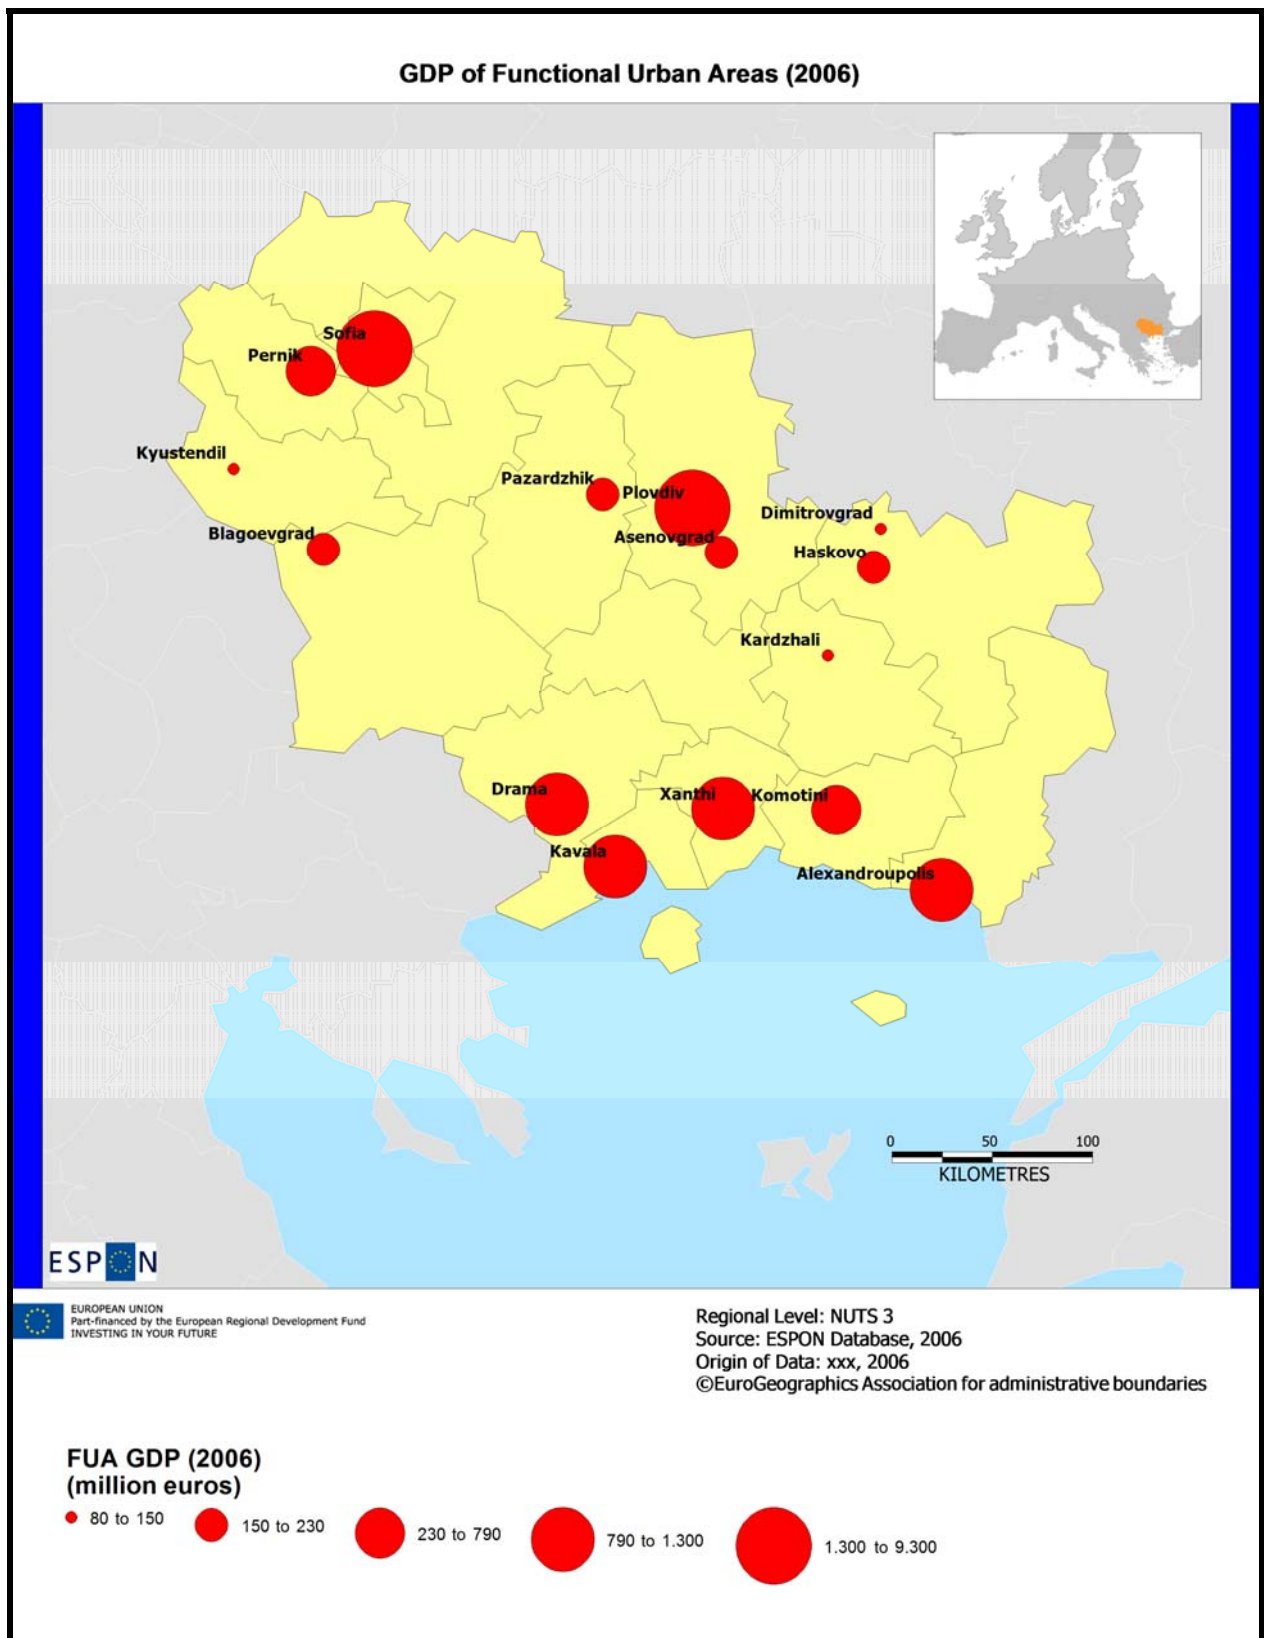 GDP of Functional Urban Areas (2006)
Sofia
Pernik
Kyustendil
Pazardzhik
Plovdiv
Dimitrovgrad
Blagoevgrad
Asenovgrad
Haskovo
Kardzhali
Drama
Xanthi
Komotini
Kavala
Alexandroupolis
0 50 100
KILOMETRES
ESPON
EUROPEAN UNION
Part-financed by the European Regional Development Fund
INVESTING IN YOUR FUTURE
Regional Level: NUTS 3
Source: ESPON Database, 2006
Origin of Data: xxx, 2006
©EuroGeographics Association for administrative boundaries
FUA GDP (2006)
(million euros)
80 to 150
150 to 230
230 to 790
790 to 1.300
1.300 to 9.300